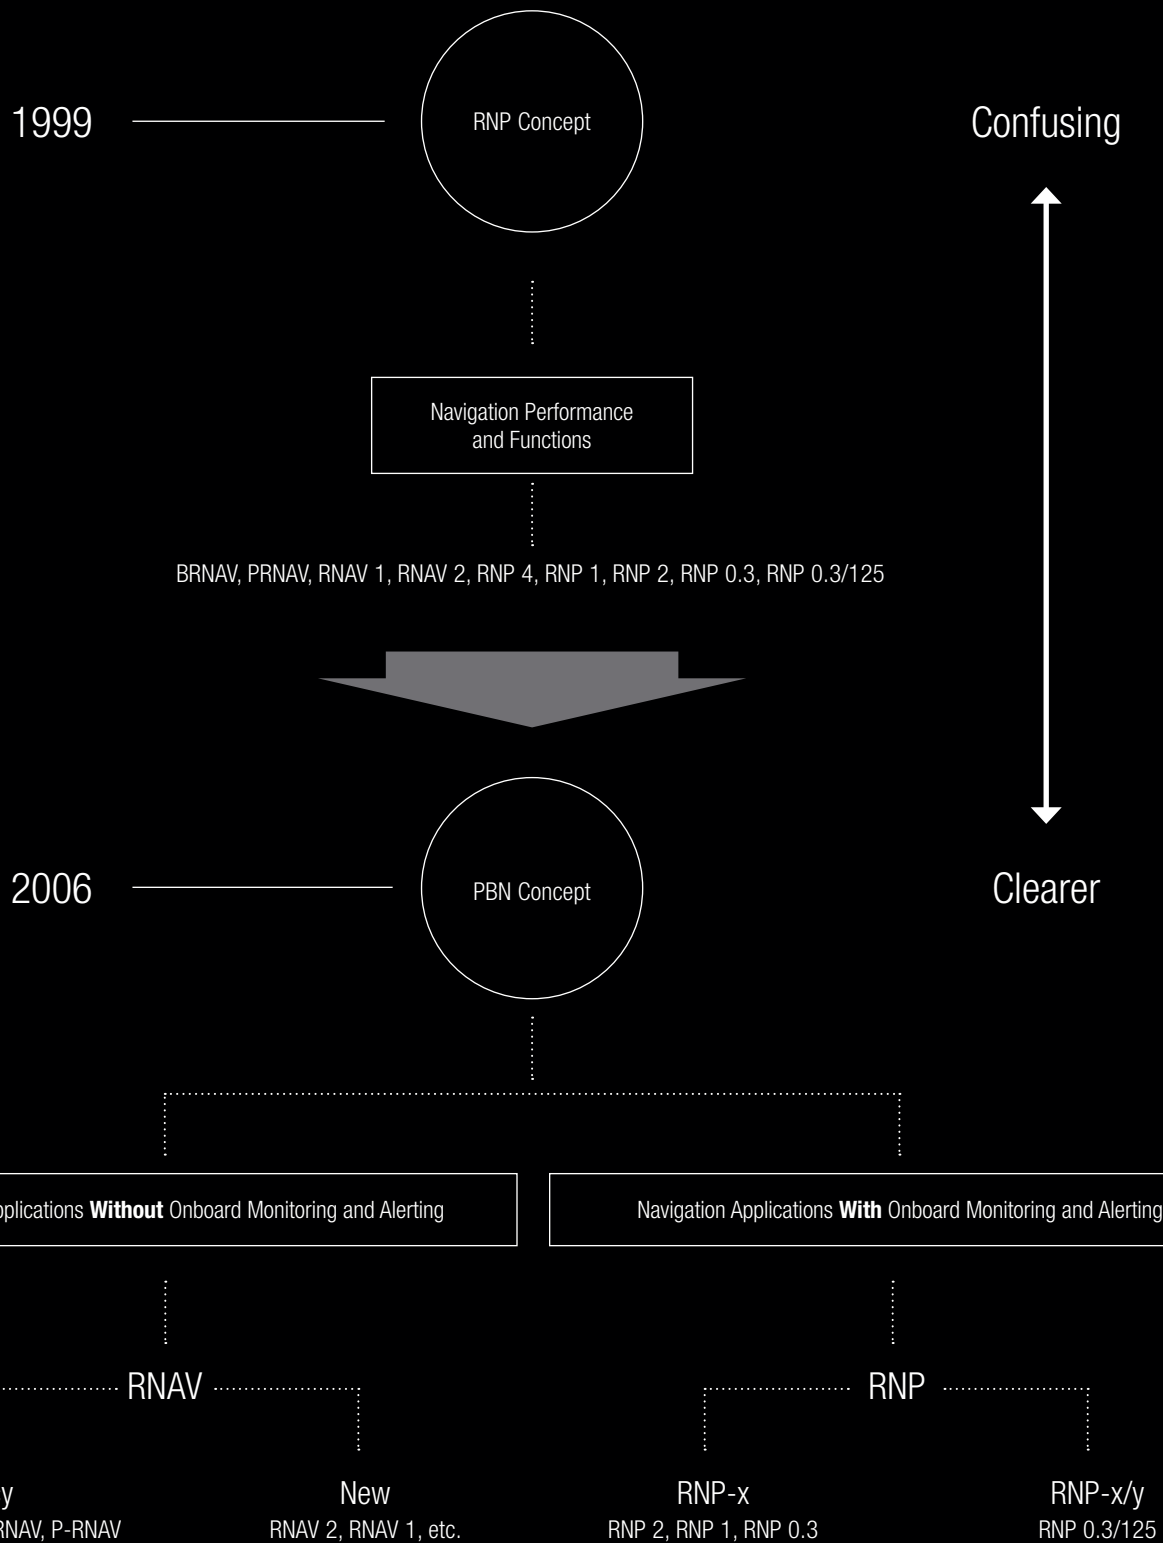 1999
RNP Concept
Confusing
Navigation Performance
and Functions
BRNAV, PRNAV, RNAV 1, RNAV 2, RNP 4, RNP 1, RNP 2, RNP 0.3, RNP 0.3/125
2006
PBN Concept
Clearer
Without Onboard Monitoring and Alerting
Navigation Applications With Onboard Monitoring and Alerting
RNAV
RNP
New
RNP-x
RNP-x/y
P-RNAV
RNAV 2, RNAV 1, etc.
RNP 2, RNP 1, RNP 0.3
RNP 0.3/125